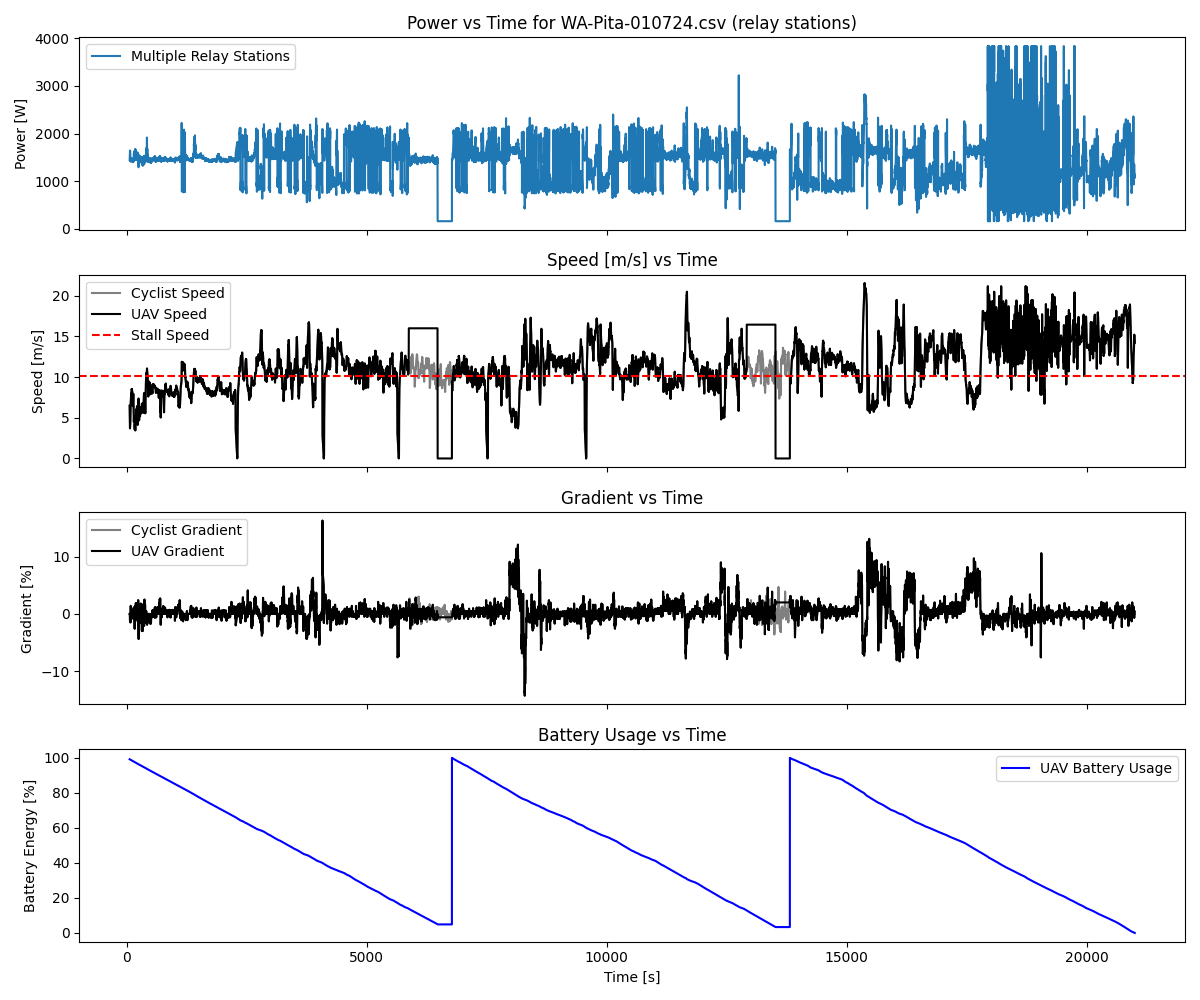 Power vs Time for WA-Pita-010724.csv (relay stations)
Power [W]
4000
3000
2000
1000
0
Multiple Relay Stations
Speed [m/s] vs Time
Speed [m/s]
20
15
10
5
0
Cyclist Speed
UAV Speed
Stall Speed
Gradient vs Time
Gradient [%]
10
0
−10
Cyclist Gradient
UAV Gradient
Battery Usage vs Time
Battery Energy [%]
100
80
60
40
20
0
UAV Battery Usage
0 5000 10000 15000 20000
Time [s]